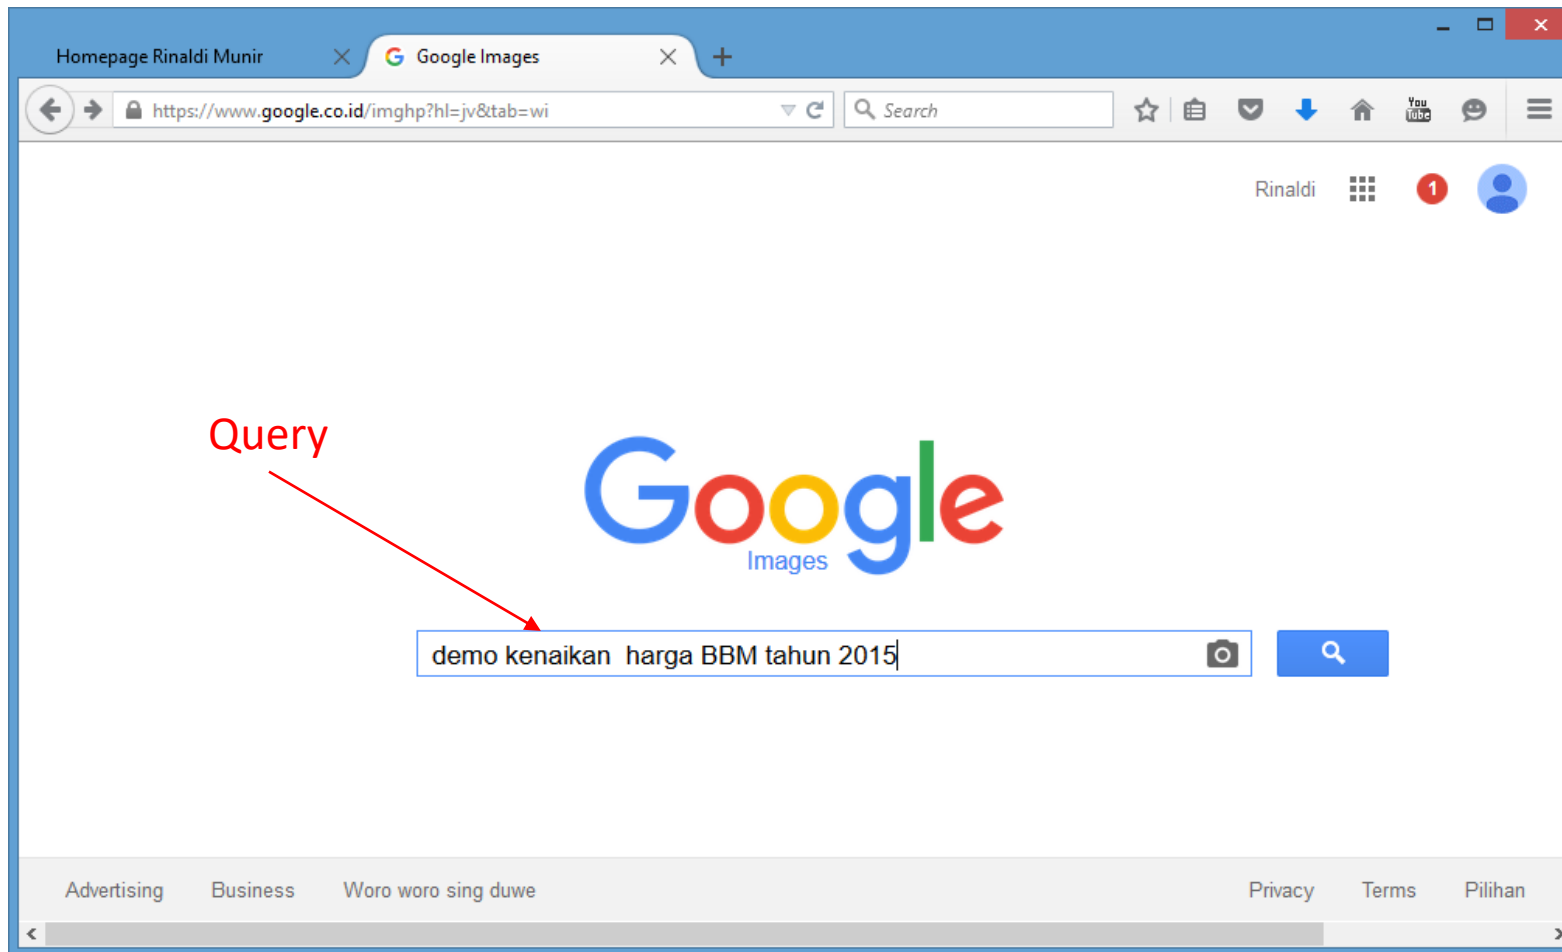 Homepage Rinaldi Munir
Google Images
https://www.google.co.id/imghp?hl=jv&tab=wi
Search
You
Tube
Rinaldi
1
Query
Google
Images
demo kenaikan  harga BBM tahun 2015
Advertising Business Woro woro sing duwe Privacy Terms Pilihan